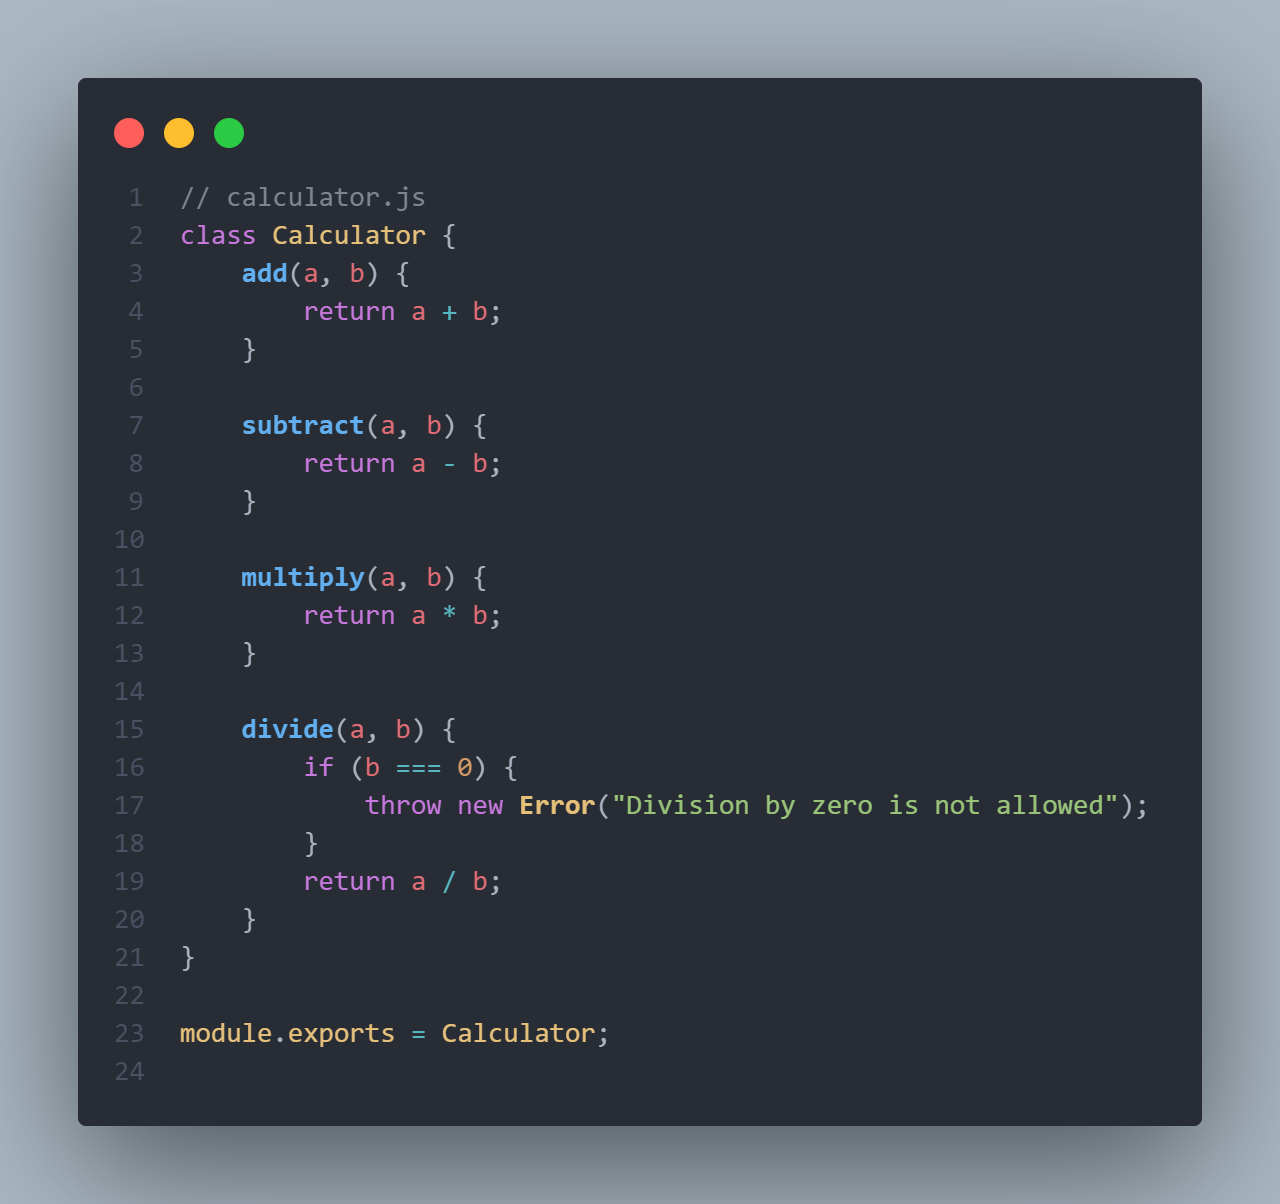 1 // calculator.js
2 class Calculator {
3     add(a, b) {
4         return a + b;
5     }
6
7     subtract(a, b) {
8         return a - b;
9     }
10
11     multiply(a, b) {
12         return a * b;
13     }
14
15     divide(a, b) {
16         if (b === 0) {
17             throw new Error("Division by zero is not allowed");
18         }
19         return a / b;
20     }
21 }
22
23 module.exports = Calculator;
24